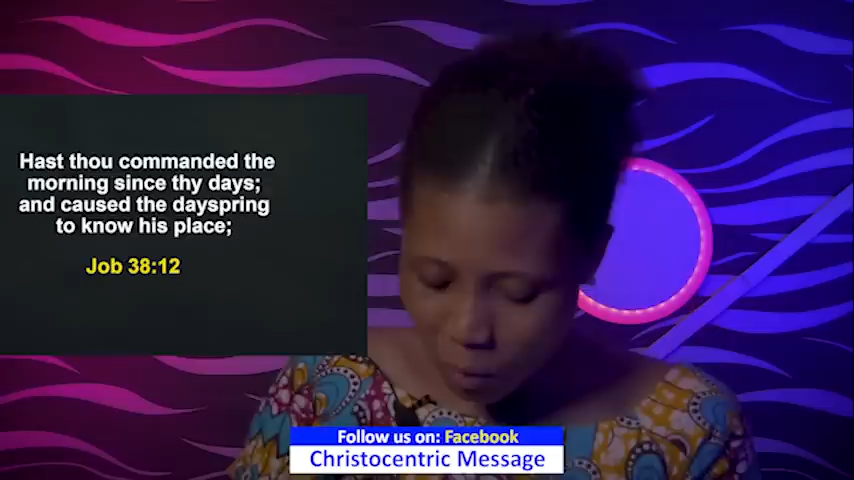 Hast thou commanded the
morning since thy days;
and caused the dayspring
to know his place;
Job 38:12
Follow us on: Facebook
Christocentric Message